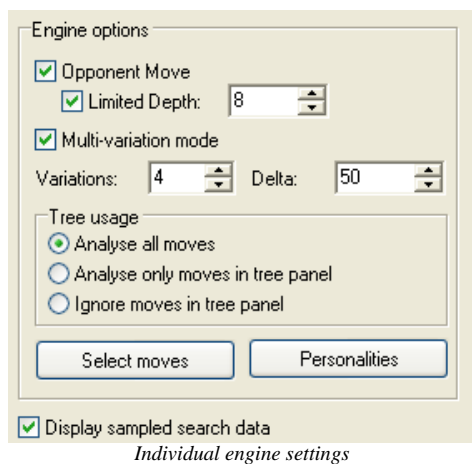 Engine options
Opponent Move
Limited Depth: 8
Multi-variation mode
Variations: 4 Delta: 50
Tree usage
Analyse all moves
Analyse only moves in tree panel
Ignore moves in tree panel
Select moves Personalities
Display sampled search data
Individual engine settings